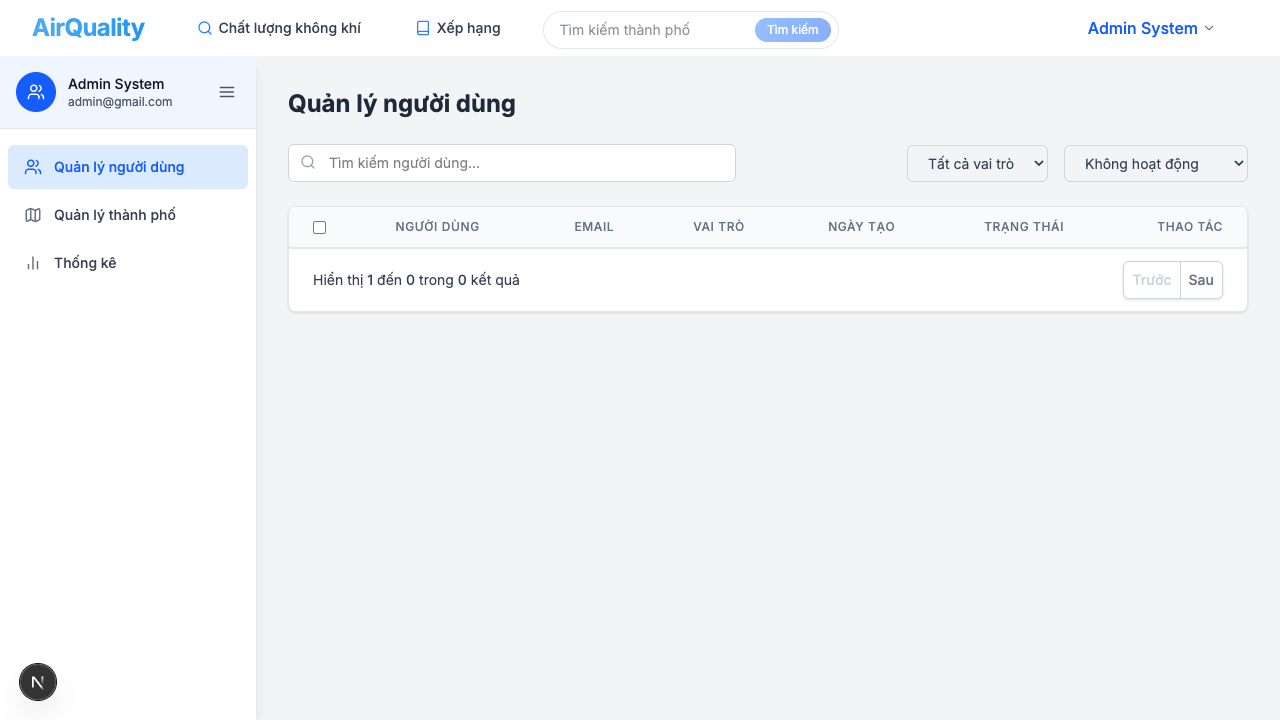 AirQuality
Chất lượng không khí
Xếp hạng
Tìm kiếm thành phố
Tìm kiếm
Admin System
Admin System
admin@gmail.com
Quản lý người dùng
Quản lý thành phố
Thống kê
Quản lý người dùng
Tìm kiếm người dùng...
Tất cả vai trò
Không hoạt động
NGƯỜI DÙNG EMAIL VAI TRÒ NGÀY TẠO TRẠNG THÁI THAO TÁC
Hiển thị 1 đến 0 trong 0 kết quả
Trước Sau
N